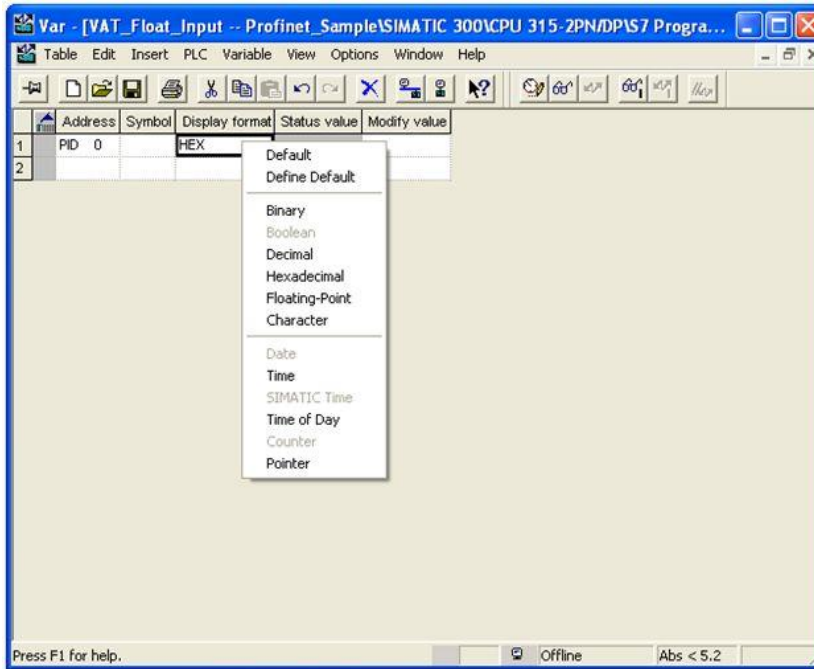 Var - [VAT_Float_Input -- Profinet_Sample\SIMATIC 300\CPU 315-2PN/DP\S7 Progra...
Table Edit Insert PLC Variable View Options Window Help
Address Symbol Display format Status value Modify value
1 PID 0 HEX
2
Default
Define Default
Binary
Boolean
Decimal
Hexadecimal
Floating-Point
Character
Date
Time
SIMATIC Time
Time of Day
Counter
Pointer
Press F1 for help. Offline Abs < 5.2